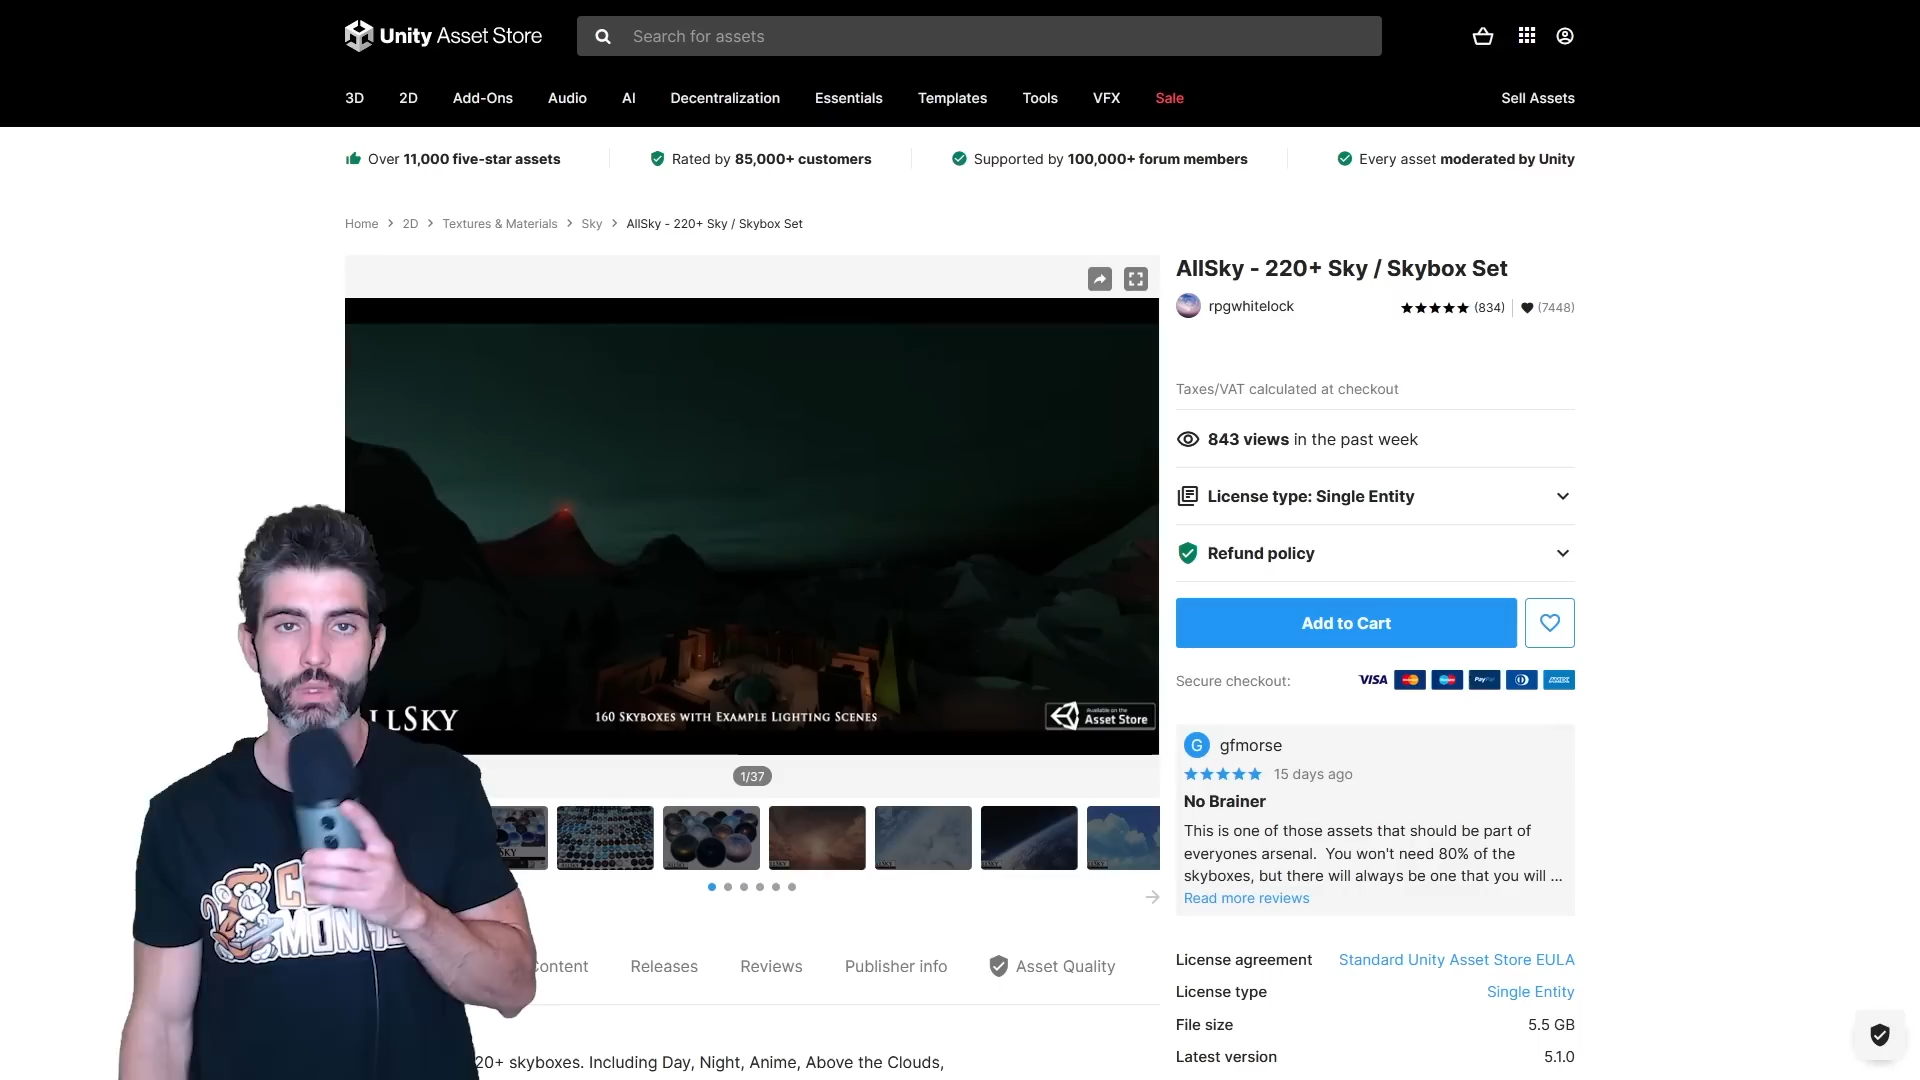 Unity Asset Store
Search for assets
3D 2D Add-Ons Audio AI Decentralization Essentials Templates Tools VFX Sale Sell Assets
Over 11,000 five-star assets
Rated by 85,000+ customers
Supported by 100,000+ forum members
Every asset moderated by Unity
Home > 2D > Textures & Materials > Sky > AllSky - 220+ Sky / Skybox Set
AllSky - 220+ Sky / Skybox Set
rpgwhitelock
(834)
(7448)
Taxes/VAT calculated at checkout
843 views in the past week
License type: Single Entity
Refund policy
Add to Cart
Secure checkout:
VISA
PayPal
LLSKY
160 SKYBOXES WITH EXAMPLE LIGHTING SCENES
Available on the
Asset Store
1/37
G gfmorse
15 days ago
No Brainer
This is one of those assets that should be part of
everyones arsenal. You won't need 80% of the
skyboxes, but there will always be one that you will ...
Read more reviews
ontent
Releases
Reviews
Publisher info
Asset Quality
License agreement Standard Unity Asset Store EULA
License type Single Entity
File size 5.5 GB
Latest version 5.1.0
20+ skyboxes. Including Day, Night, Anime, Above the Clouds,